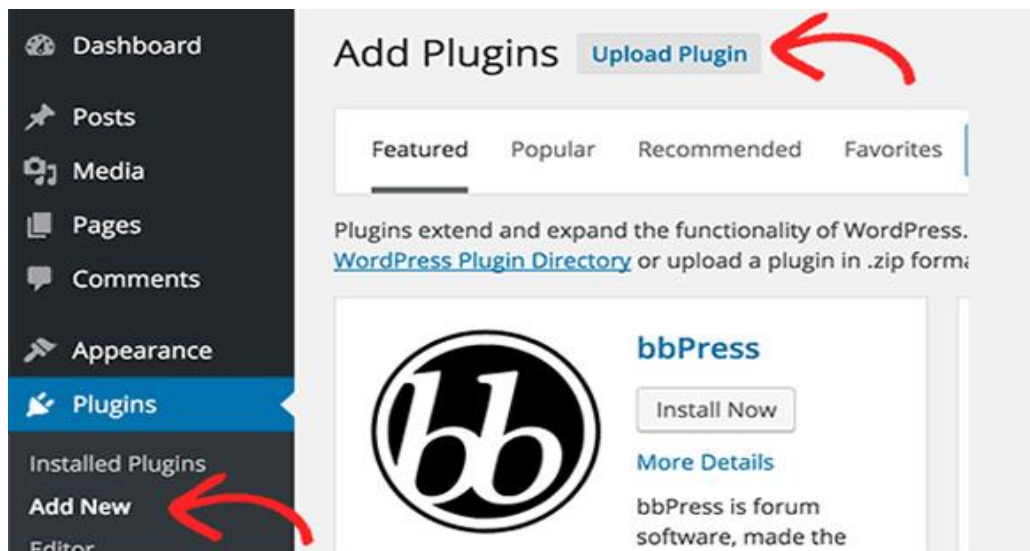 Dashboard
Posts
Media
Pages
Comments
Appearance
Plugins
Installed Plugins
Add New
Editor
Add Plugins Upload Plugin
Featured Popular Recommended Favorites
Plugins extend and expand the functionality of WordPress.
WordPress Plugin Directory or upload a plugin in .zip forma
bb
bbPress
Install Now
More Details
bbPress is forum
software, made the